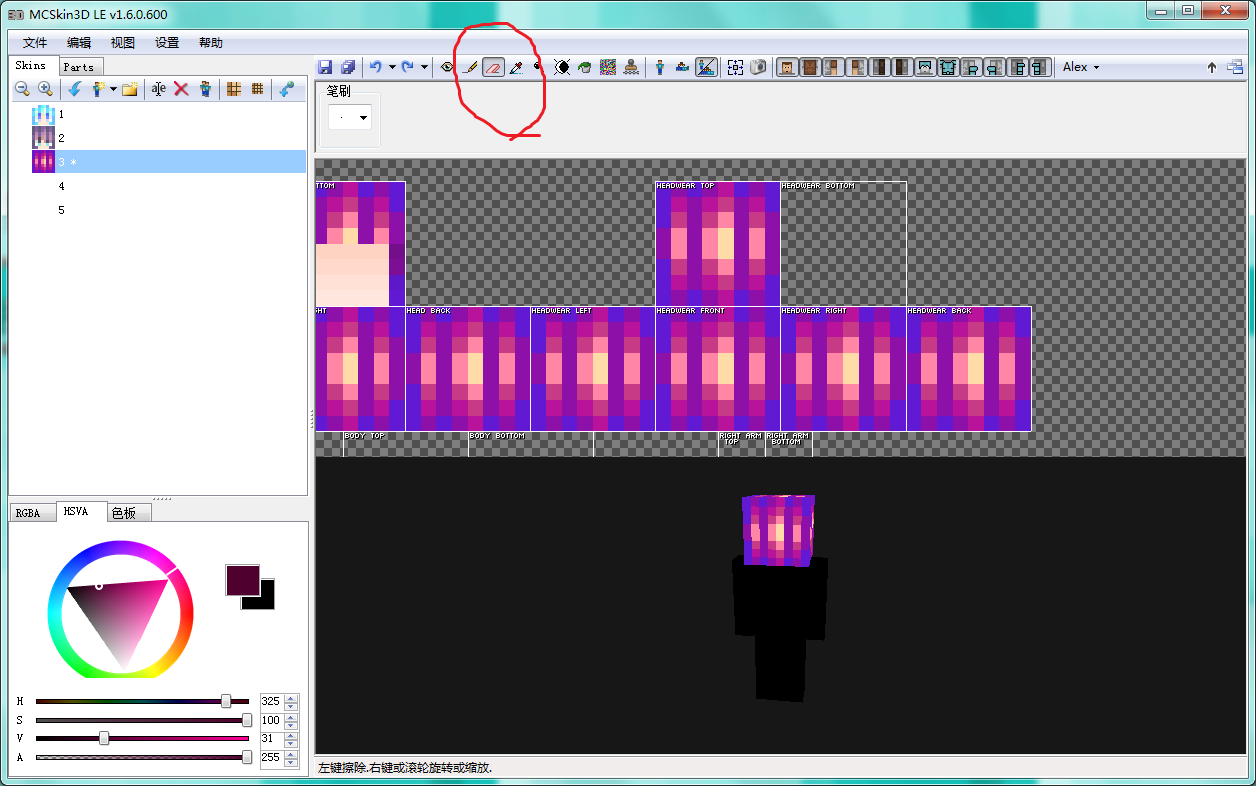 MCSkin3D LE v1.6.0.600
文件 编辑 视图 设置 帮助
Skins Parts
Alex
笔刷
1
2
3 *
4
5
TTOM
HEADWEAR TOP HEADWEAR BOTTOM
GHT HEAD BACK HEADWEAR LEFT HEADWEAR FRONT HEADWEAR RIGHT HEADWEAR BACK
BODY TOP BODY BOTTOM RIGHT ARM TOP RIGHT ARM BOTTOM
RGBA HSVA 色板
H 325
S 100
V 31
A 255
左键擦除.右键或滚轮旋转或缩放.